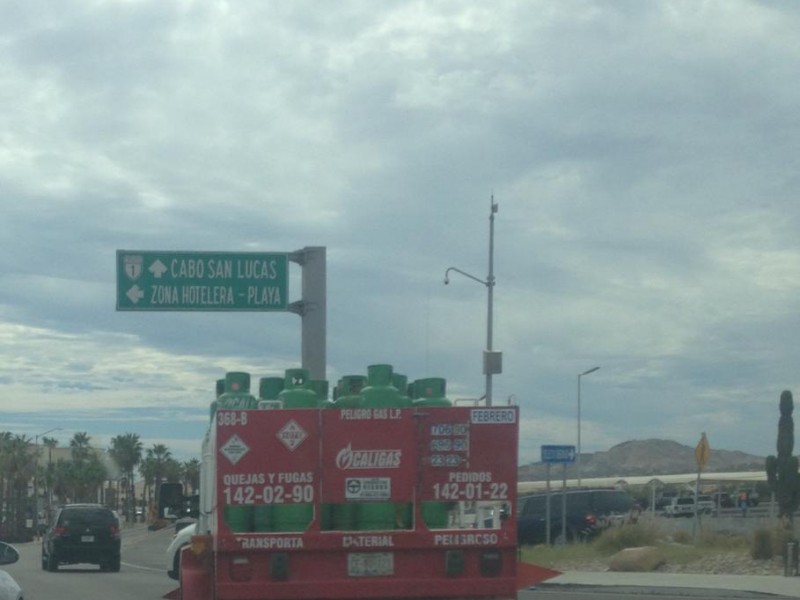 1
CABO SAN LUCAS
ZONA HOTELERA - PLAYA
368-B
PELIGRO GAS L.P.
FEBRERO
CALIGAS
QUEJAS Y FUGAS
142-02-90
PEDIDOS
142-01-22
TRANSPORTA MATERIAL PELIGROSO